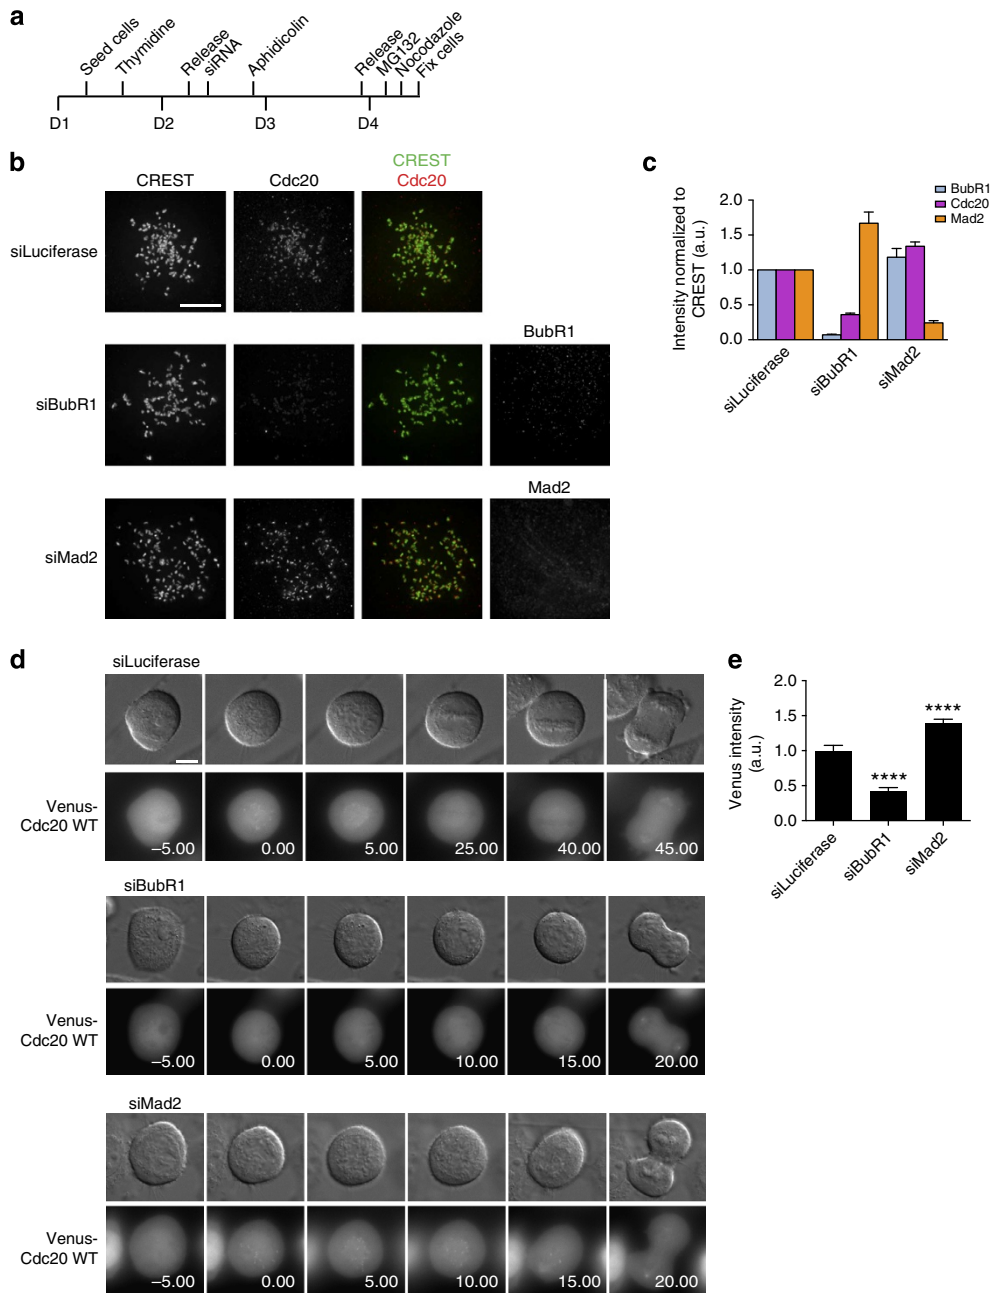 a
Seed cells
Thymidine
Release
siRNA
Aphidicolin
Release
MG132
Nocodazole
Fix cells
D1 D2 D3 D4
b
CREST
CREST Cdc20 Cdc20
siLuciferase
BubR1
siBubR1
Mad2
siMad2
c
BubR1
Cdc20
Mad2
Intensity normalized to
CREST (a.u.)
2.0
1.0
0.5
0.0
siLuciferase
siBubR1
siMad2
d
siLuciferase
Venus-
Cdc20 WT
–5.00 0.00 5.00 25.00 40.00 45.00
siBubR1
Venus-
Cdc20 WT
–5.00 0.00 5.00 10.00 15.00 20.00
siMad2
Venus-
Cdc20 WT
–5.00 0.00 5.00 10.00 15.00 20.00
e
Venus intensity
(a.u.)
2.0
1.5
1.0
0.5
0.0
****
****
siLuciferase
siBubR1
siMad2